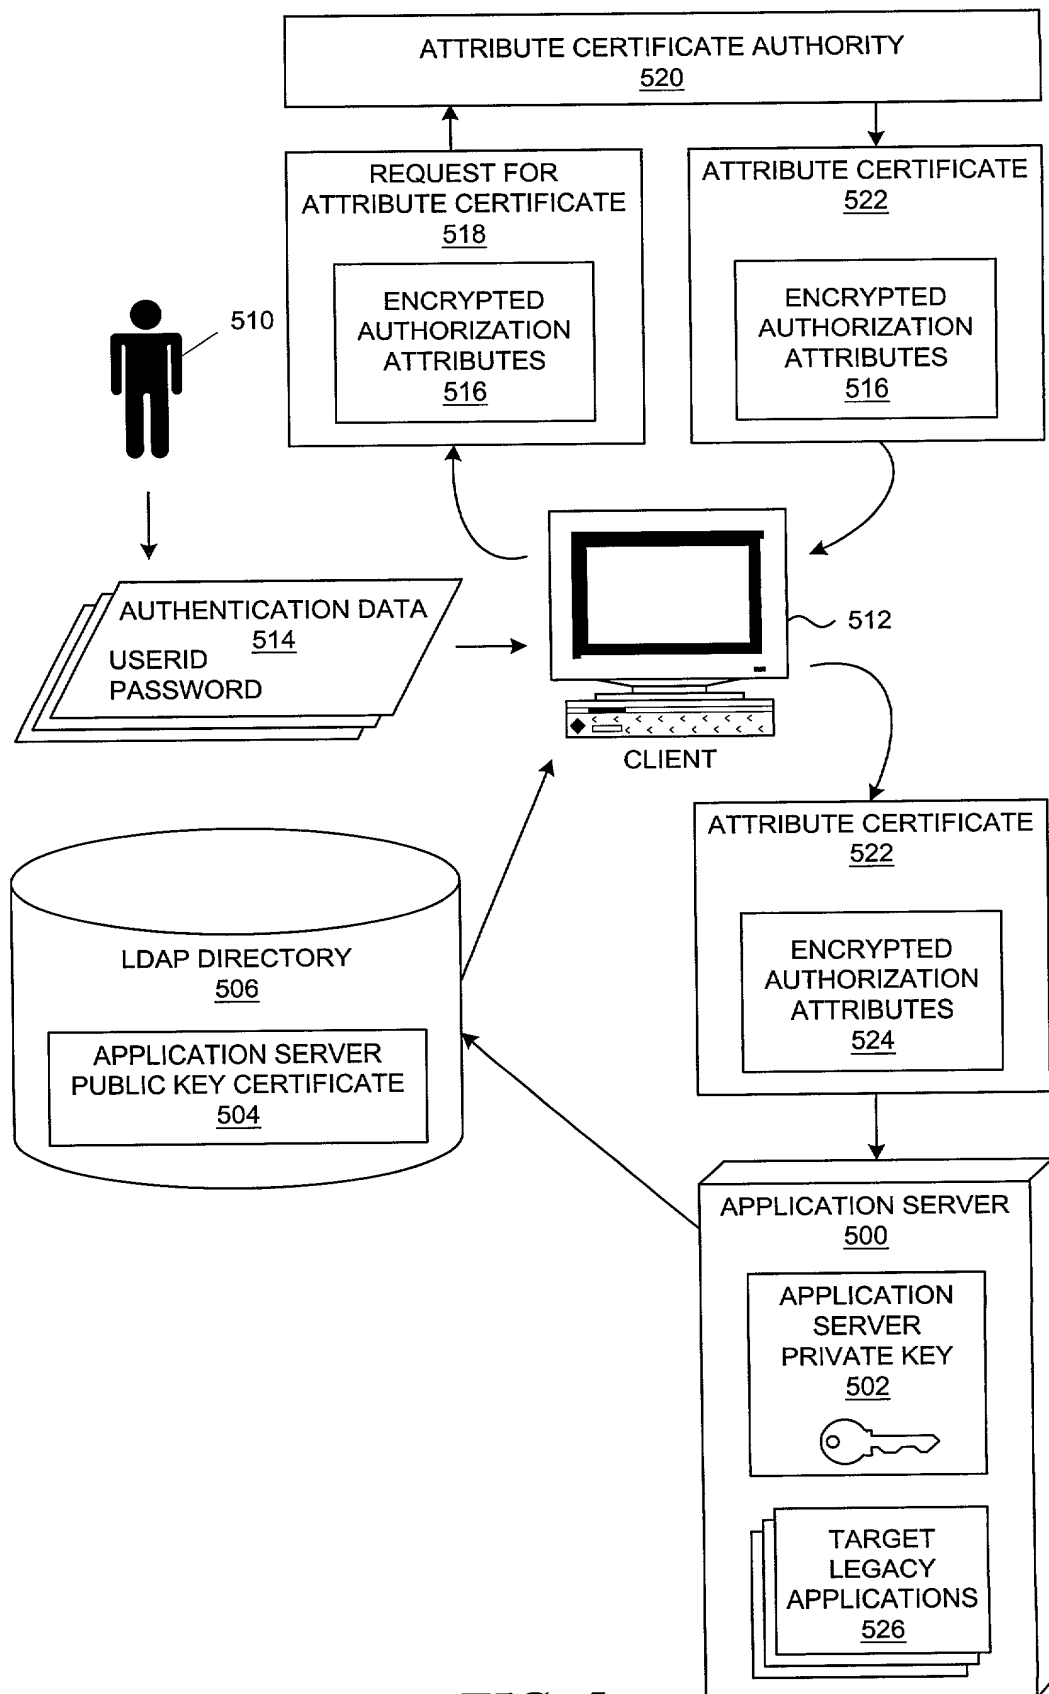 ATTRIBUTE CERTIFICATE AUTHORITY
520
REQUEST FOR
ATTRIBUTE CERTIFICATE
518
ENCRYPTED
AUTHORIZATION
ATTRIBUTES
516
ATTRIBUTE CERTIFICATE
522
ENCRYPTED
AUTHORIZATION
ATTRIBUTES
516
510
AUTHENTICATION DATA
514
USERID
PASSWORD
512
CLIENT
ATTRIBUTE CERTIFICATE
522
ENCRYPTED
AUTHORIZATION
ATTRIBUTES
524
LDAP DIRECTORY
506
APPLICATION SERVER
PUBLIC KEY CERTIFICATE
504
APPLICATION SERVER
500
APPLICATION
SERVER
PRIVATE KEY
502
TARGET
LEGACY
APPLICATIONS
526